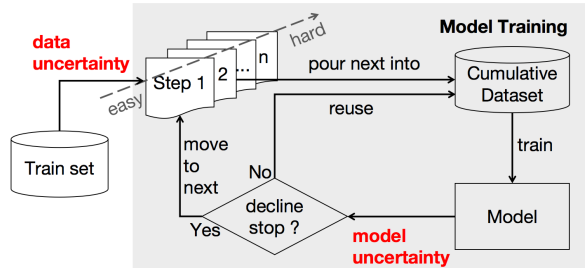 Model Training
data
uncertainty
hard
easy
Step 1
2
...
n
pour next into
Cumulative
Dataset
reuse
Train set
move
to
next
No
train
decline
stop ?
Yes
Model
model
uncertainty